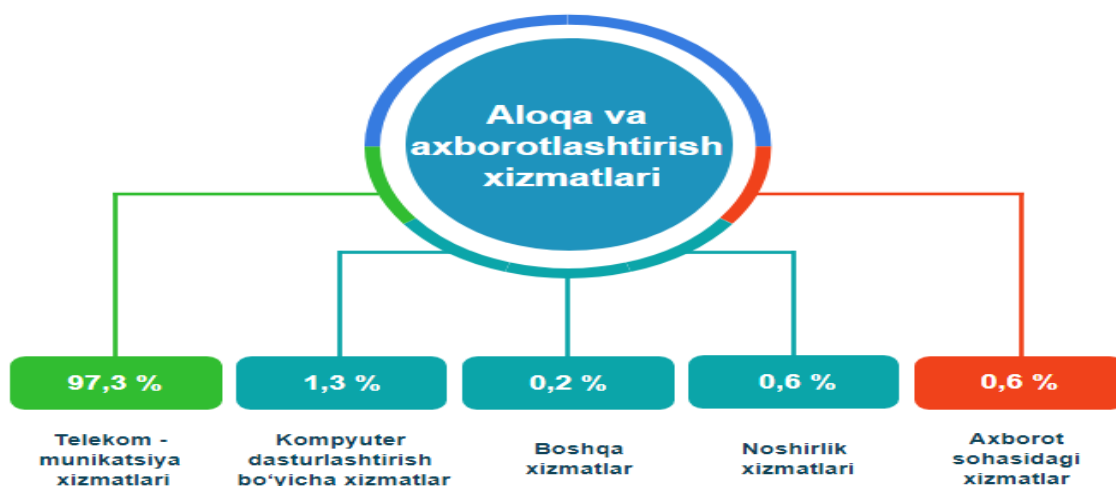 Aloqa va
axborotlashtirish
xizmatlari
97,3 %
1,3 %
0,2 %
0,6 %
0,6 %
Telekom -
munikatsiya
xizmatlari
Kompyuter
dasturlashtirish
bo‘yicha xizmatlar
Boshqa
xizmatlar
Noshirlik
xizmatlari
Axborot
sohasidagi
xizmatlar